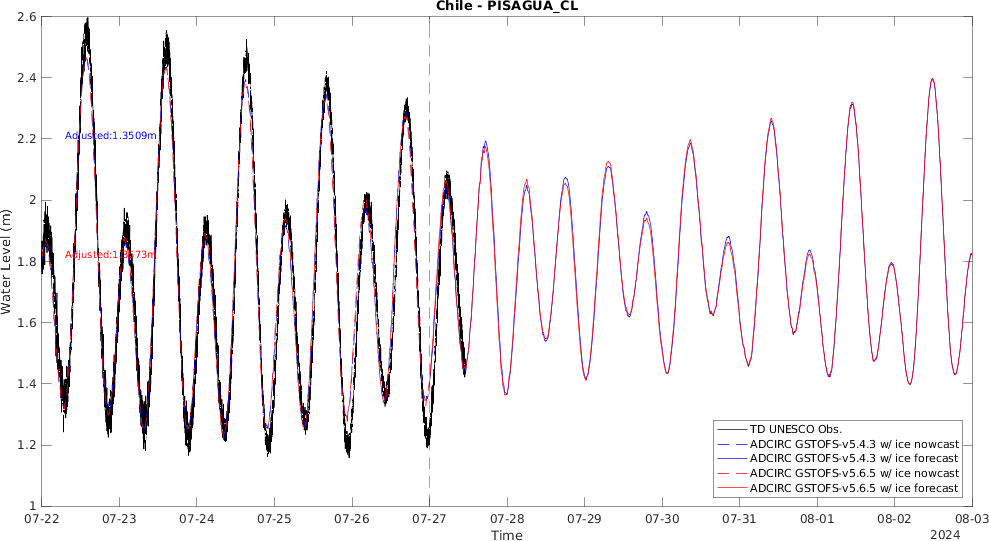 Chile - PISAGUA_CL
Water Level (m)
2.6
2.4
2.2
2
1.8
1.6
1.4
1.2
1
Adjusted:1.3509m
07-22
07-23
07-24
07-25
07-26
07-27
07-28
07-29
07-30
07-31
08-01
08-02
08-03
Time
2024
TD UNESCO Obs.
ADCIRC GSTOFS-v5.4.3 w/ ice nowcast
ADCIRC GSTOFS-v5.4.3 w/ ice forecast
ADCIRC GSTOFS-v5.6.5 w/ ice nowcast
ADCIRC GSTOFS-v5.6.5 w/ ice forecast